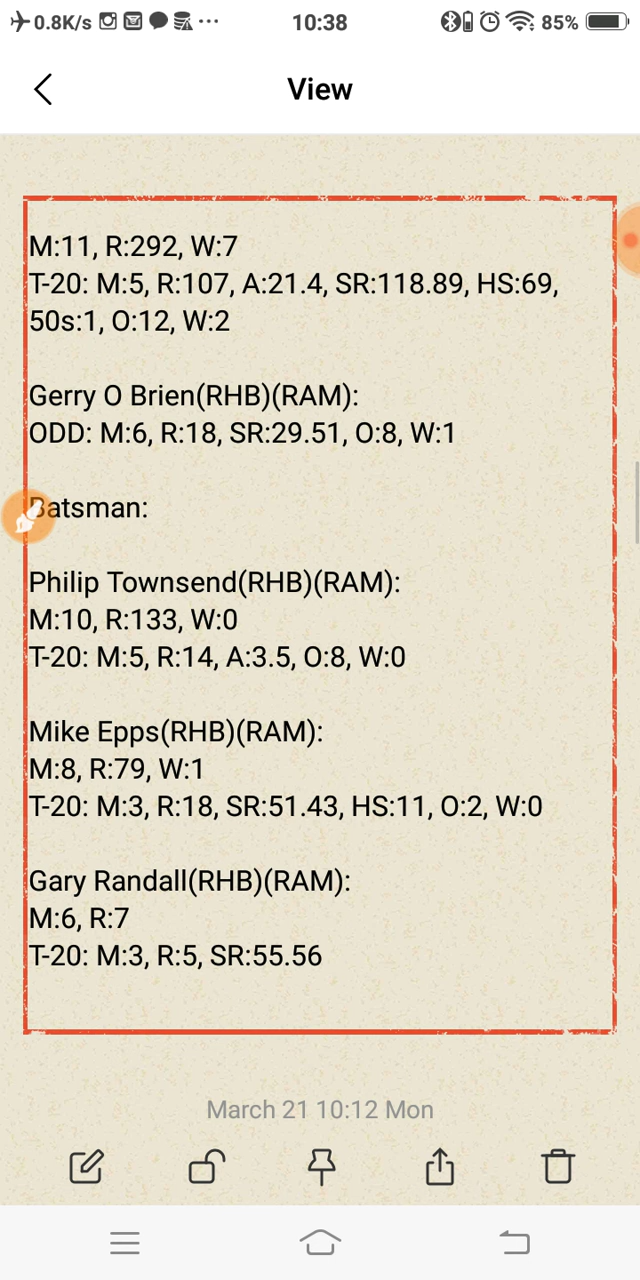 0.8K/s
10:38
85%
View
M:11, R:292, W:7
T-20: M:5, R:107, A:21.4, SR:118.89, HS:69,
50s:1, O:12, W:2
Gerry O Brien(RHB)(RAM):
ODD: M:6, R:18, SR:29.51, O:8, W:1
Batsman:
Philip Townsend(RHB)(RAM):
M:10, R:133, W:0
T-20: M:5, R:14, A:3.5, O:8, W:0
Mike Epps(RHB)(RAM):
M:8, R:79, W:1
T-20: M:3, R:18, SR:51.43, HS:11, O:2, W:0
Gary Randall(RHB)(RAM):
M:6, R:7
T-20: M:3, R:5, SR:55.56
March 21 10:12 Mon